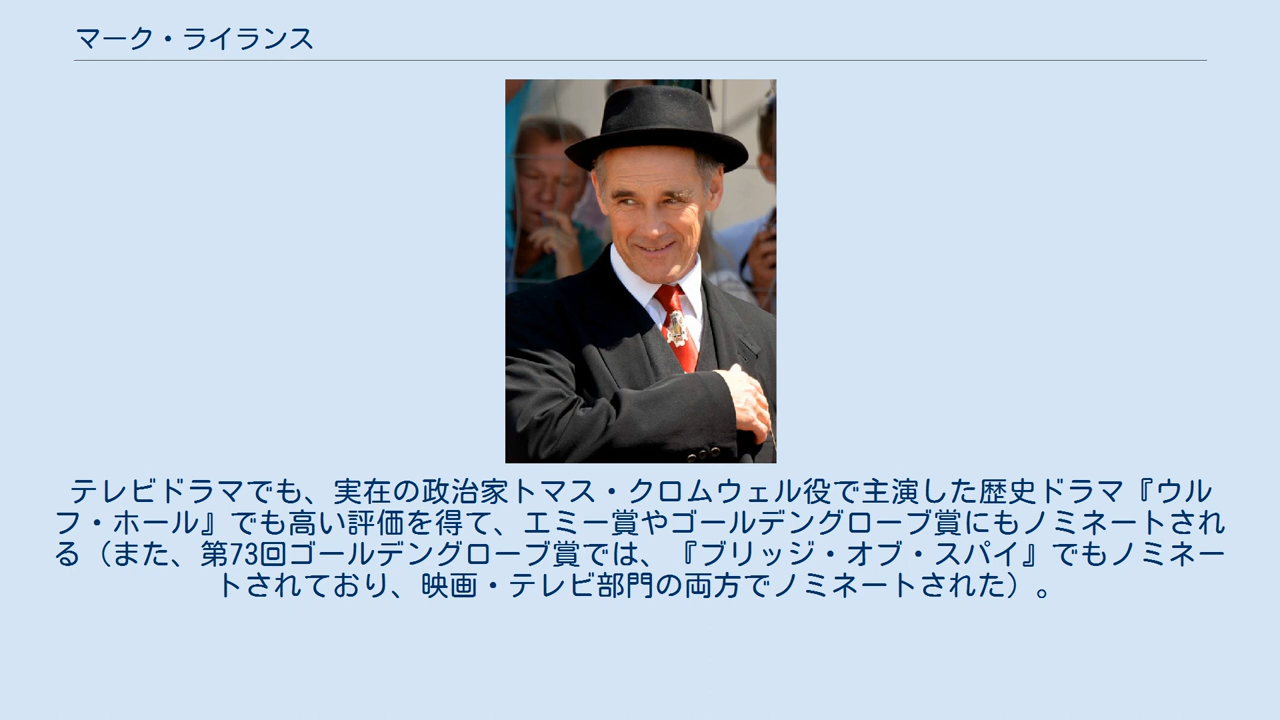 マーク・ライランス
テレビドラマでも、実在の政治家トマス・クロムウェル役で主演した歴史ドラマ『ウル
フ・ホール』でも高い評価を得て、エミー賞やゴールデングローブ賞にもノミネートされ
る（また、第73回ゴールデングローブ賞では、『ブリッジ・オブ・スパイ』でもノミネー
トされており、映画・テレビ部門の両方でノミネートされた）。